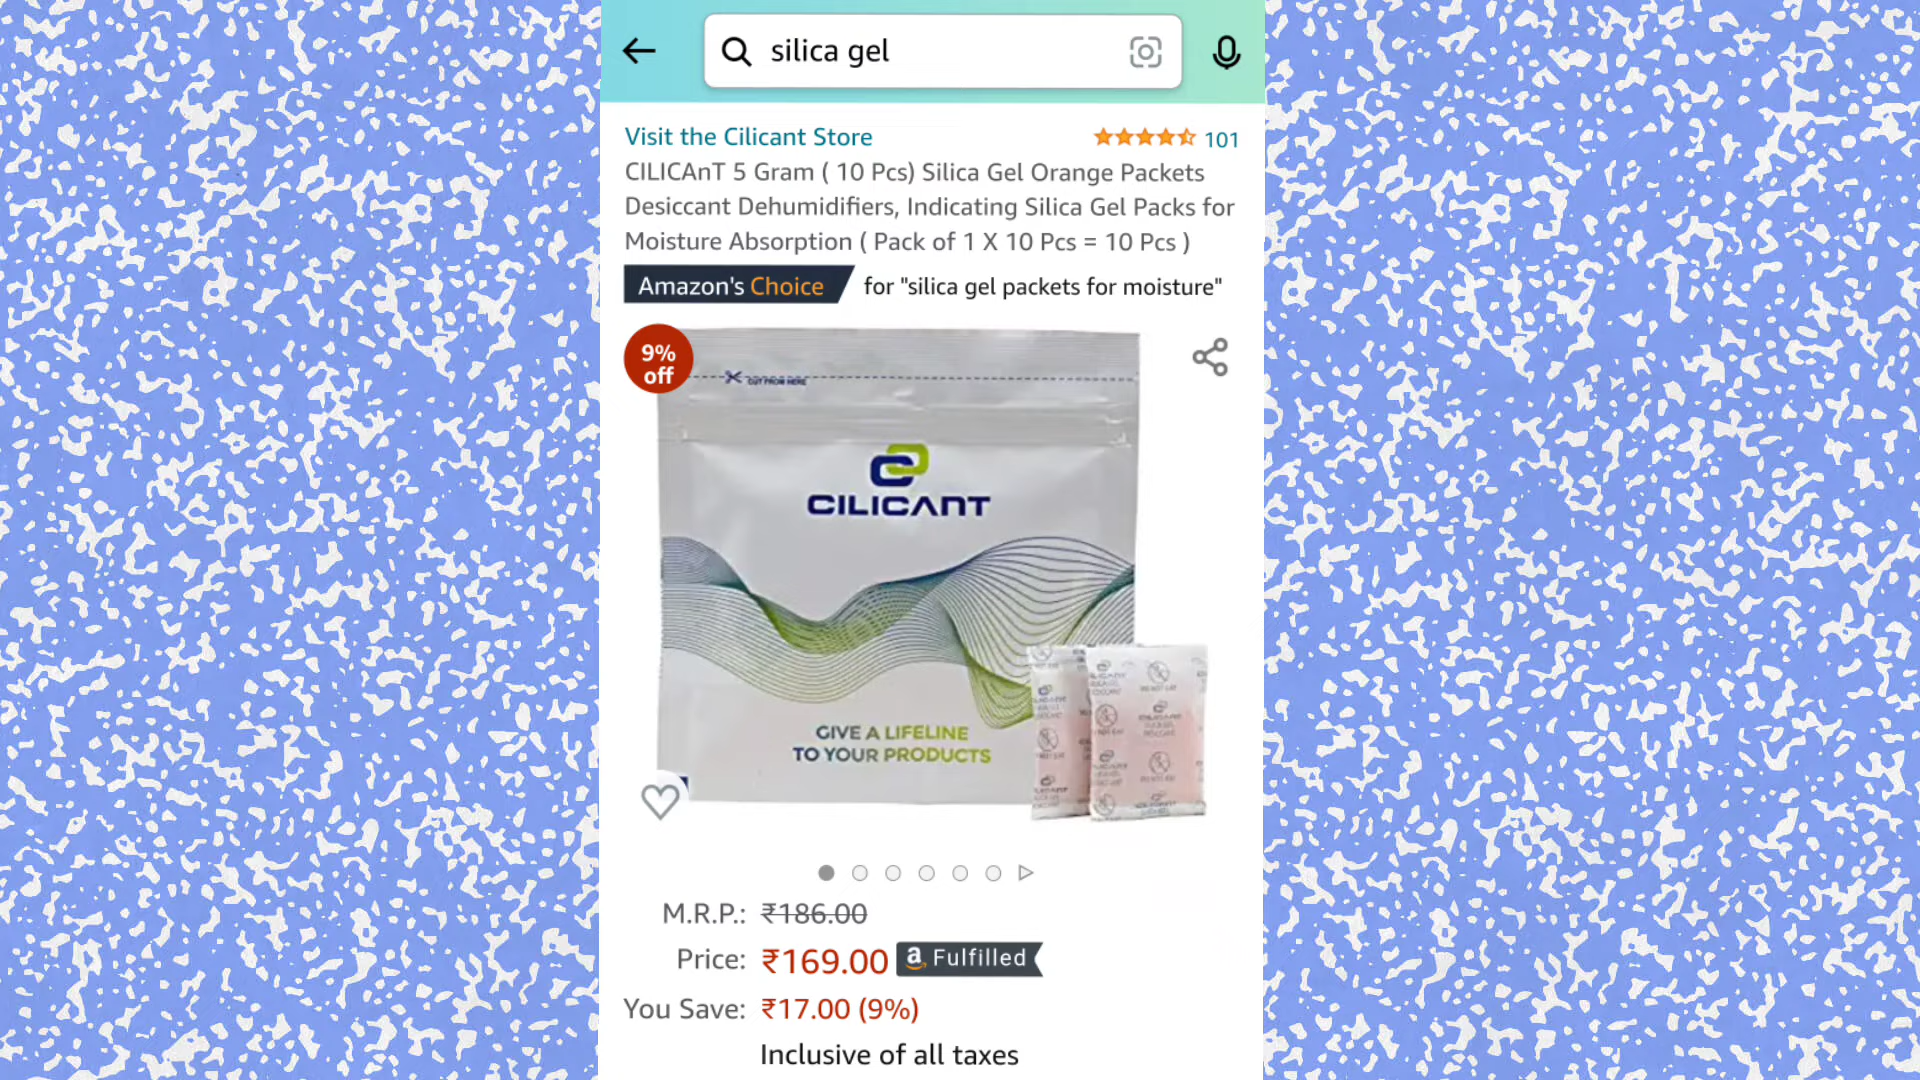 silica gel
Visit the Cilicant Store
101
CILICAnT 5 Gram ( 10 Pcs) Silica Gel Orange Packets
Desiccant Dehumidifiers, Indicating Silica Gel Packs for
Moisture Absorption ( Pack of 1 X 10 Pcs = 10 Pcs )
Amazon's Choice for "silica gel packets for moisture"
9%
off
CUT FROM HERE
CILICANT
GIVE A LIFELINE
TO YOUR PRODUCTS
M.R.P.: ₹186.00
Price: ₹169.00 a Fulfilled
You Save: ₹17.00 (9%)
Inclusive of all taxes